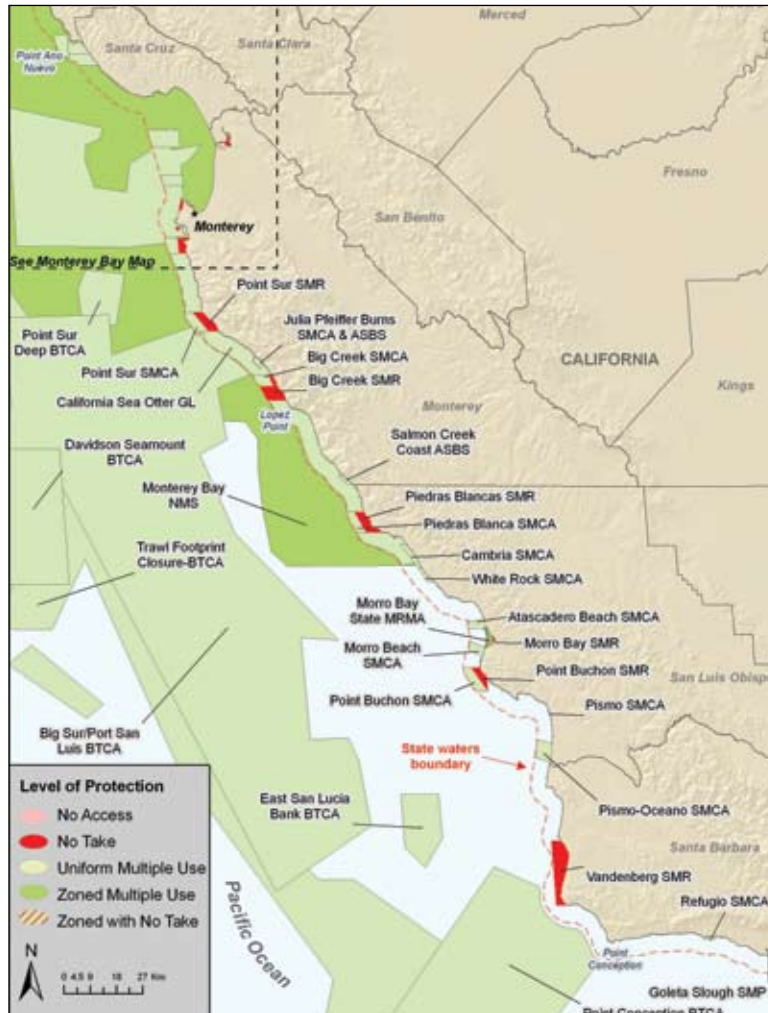 Merced
Santa Cruz
Santa Clara
Point Ano
Nuevo
Fresno
San Benito
Monterey
See Monterey Bay Map
Point Sur SMR
Julia Pfeiffer Burns
SMCA & ASBS
Point Sur
Deep BTCA
Big Creek SMCA
CALIFORNIA
Point Sur SMCA
Big Creek SMR
Kings
California Sea Otter GL
Monterey
Lopez
Point
Salmon Creek
Coast ASBS
Davidson Seamount
BTCA
Monterey Bay
NMS
Piedras Blancas SMR
Piedras Blanca SMCA
Trawl Footprint
Closure-BTCA
Cambria SMCA
White Rock SMCA
Morro Bay
State MRMA
Atascadero Beach SMCA
Morro Bay SMR
Morro Beach
SMCA
Point Buchon SMR
San Luis Obispo
Point Buchon SMCA
Pismo SMCA
Big Sur/Port San
Luis BTCA
State waters
boundary
Level of Protection
No Access
No Take
Uniform Multiple Use
Zoned Multiple Use
Zoned with No Take
East San Lucia
Bank BTCA
Pismo-Oceano SMCA
Santa Barbara
Vandenberg SMR
Refugio SMCA
Pacific Ocean
N
0 4.5 9 18 27 Km
Point
Conception
Goleta Slough SMP
Point Conception BTCA